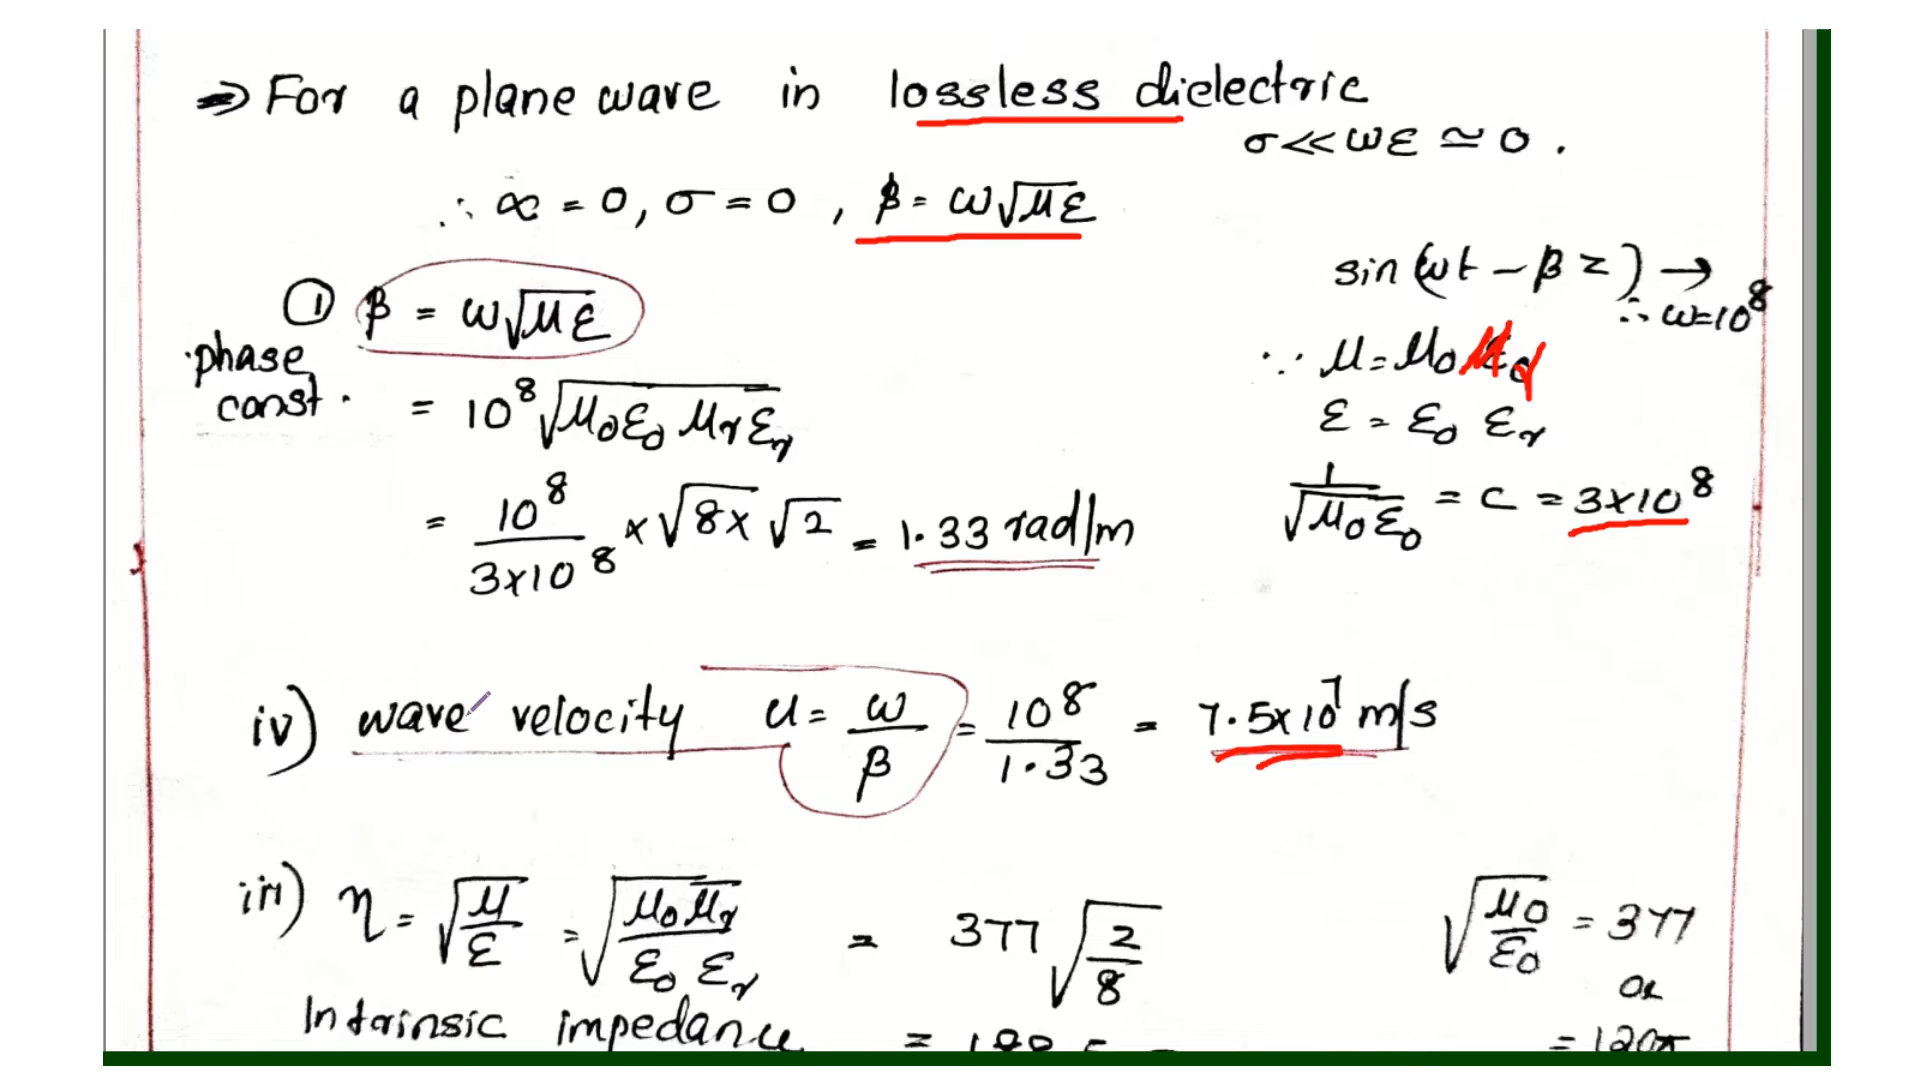 ⇒ For a plane wave in lossless dielectric
σ << ωε ≃ 0 .
∴ ∝ = 0, σ = 0 , β = ω√με
sin (ωt − βz) →
∴ ω=10⁸
① β = ω√με
phase const.
∵ μ = μ₀ μᵣ
= 10⁸ √μ₀ε₀ μᵣεᵣ
ε = ε₀ εᵣ
= 10⁸ / 3×10⁸ × √8× √2 = 1.33 rad/m
1/√μ₀ε₀ = c = 3×10⁸
iv) wave velocity u = ω/β = 10⁸/1.33 = 7.5×10⁷ m/s
iii) η = √μ/ε = √μ₀μᵣ/ε₀εᵣ = 377 √2/8
√μ₀/ε₀ = 377
or
Intrinsic impedance
= 120π